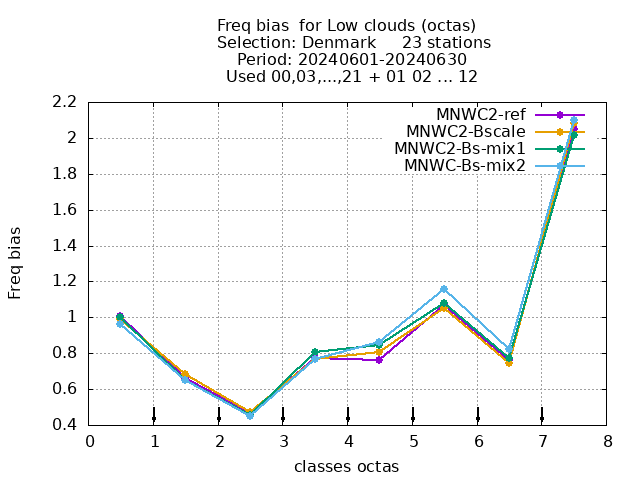 Freq bias  for Low clouds (octas)
Selection: Denmark     23 stations
Period: 20240601-20240630
Used 00,03,...,21 + 01 02 ... 12
MNWC2-ref
MNWC2-Bscale
MNWC2-Bs-mix1
MNWC-Bs-mix2
Freq bias
2.2
2
1.8
1.6
1.4
1.2
1
0.8
0.6
0.4
0 1 2 3 4 5 6 7 8
classes octas